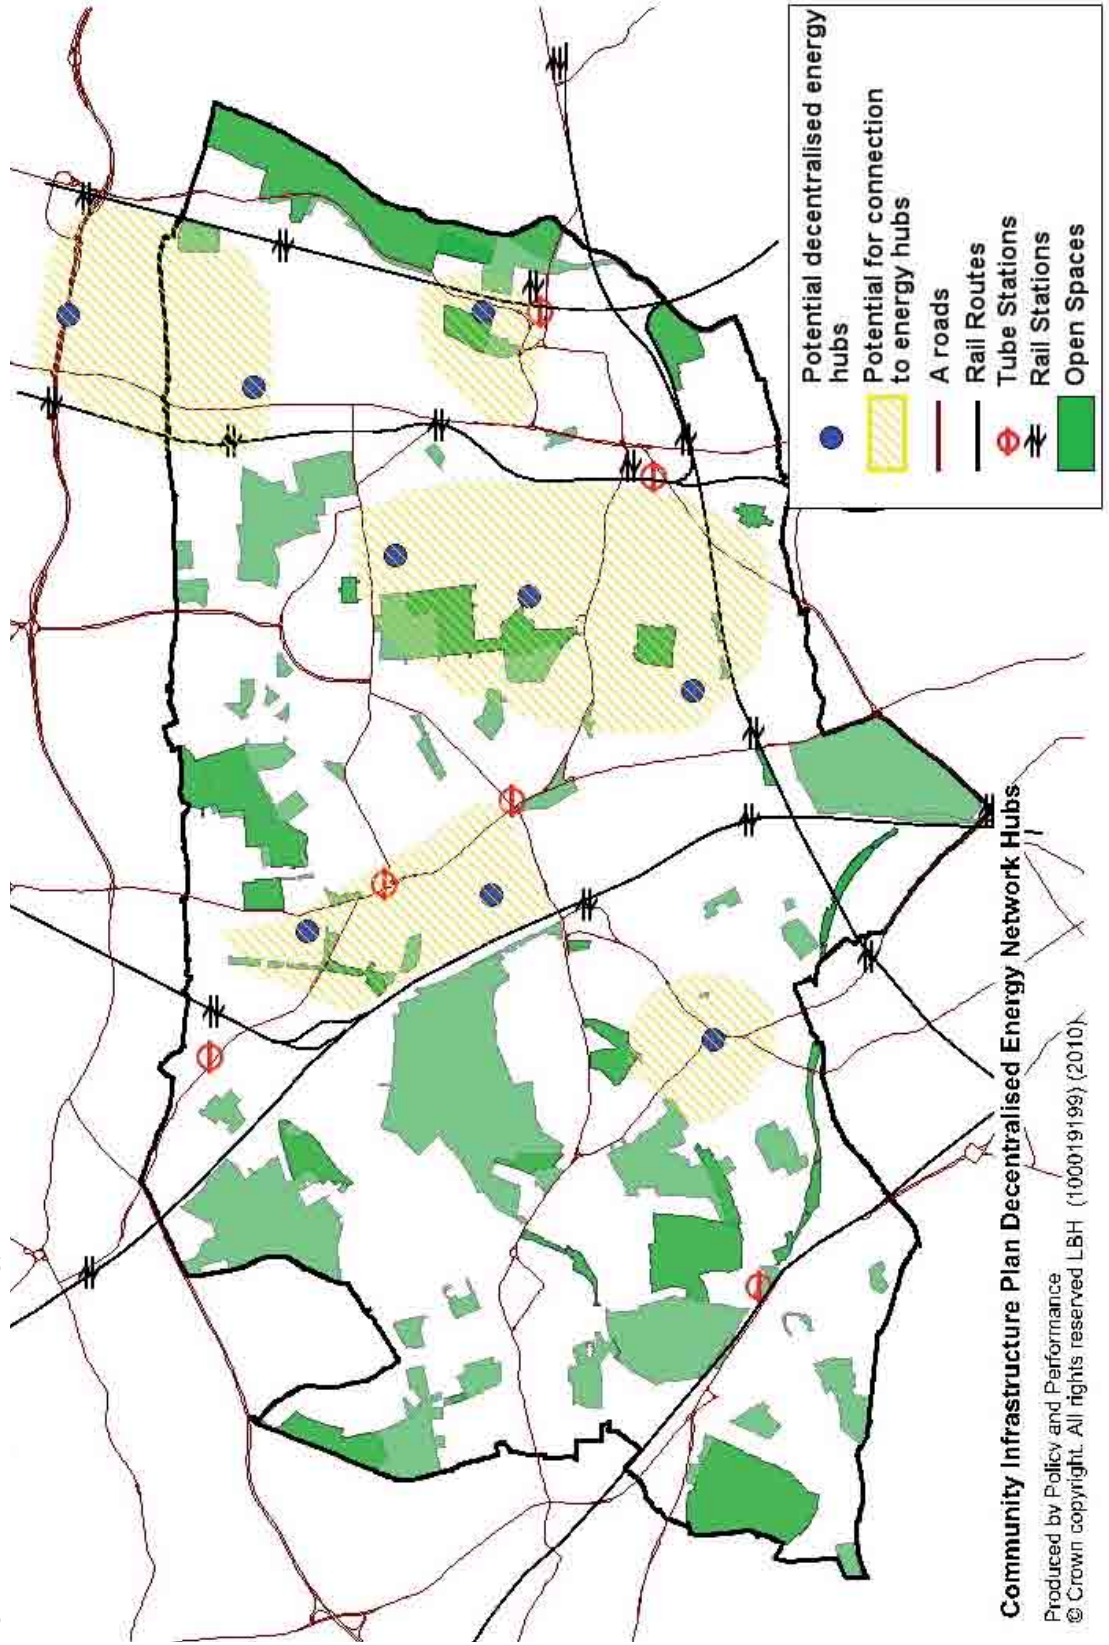 Potential decentralised energy
hubs
Potential for connection
to energy hubs
A roads
Rail Routes
Tube Stations
Rail Stations
Open Spaces
Community Infrastructure Plan Decentralised Energy Network Hubs
Produced by Policy and Performance
© Crown copyright. All rights reserved LBH (100019199) (2010)